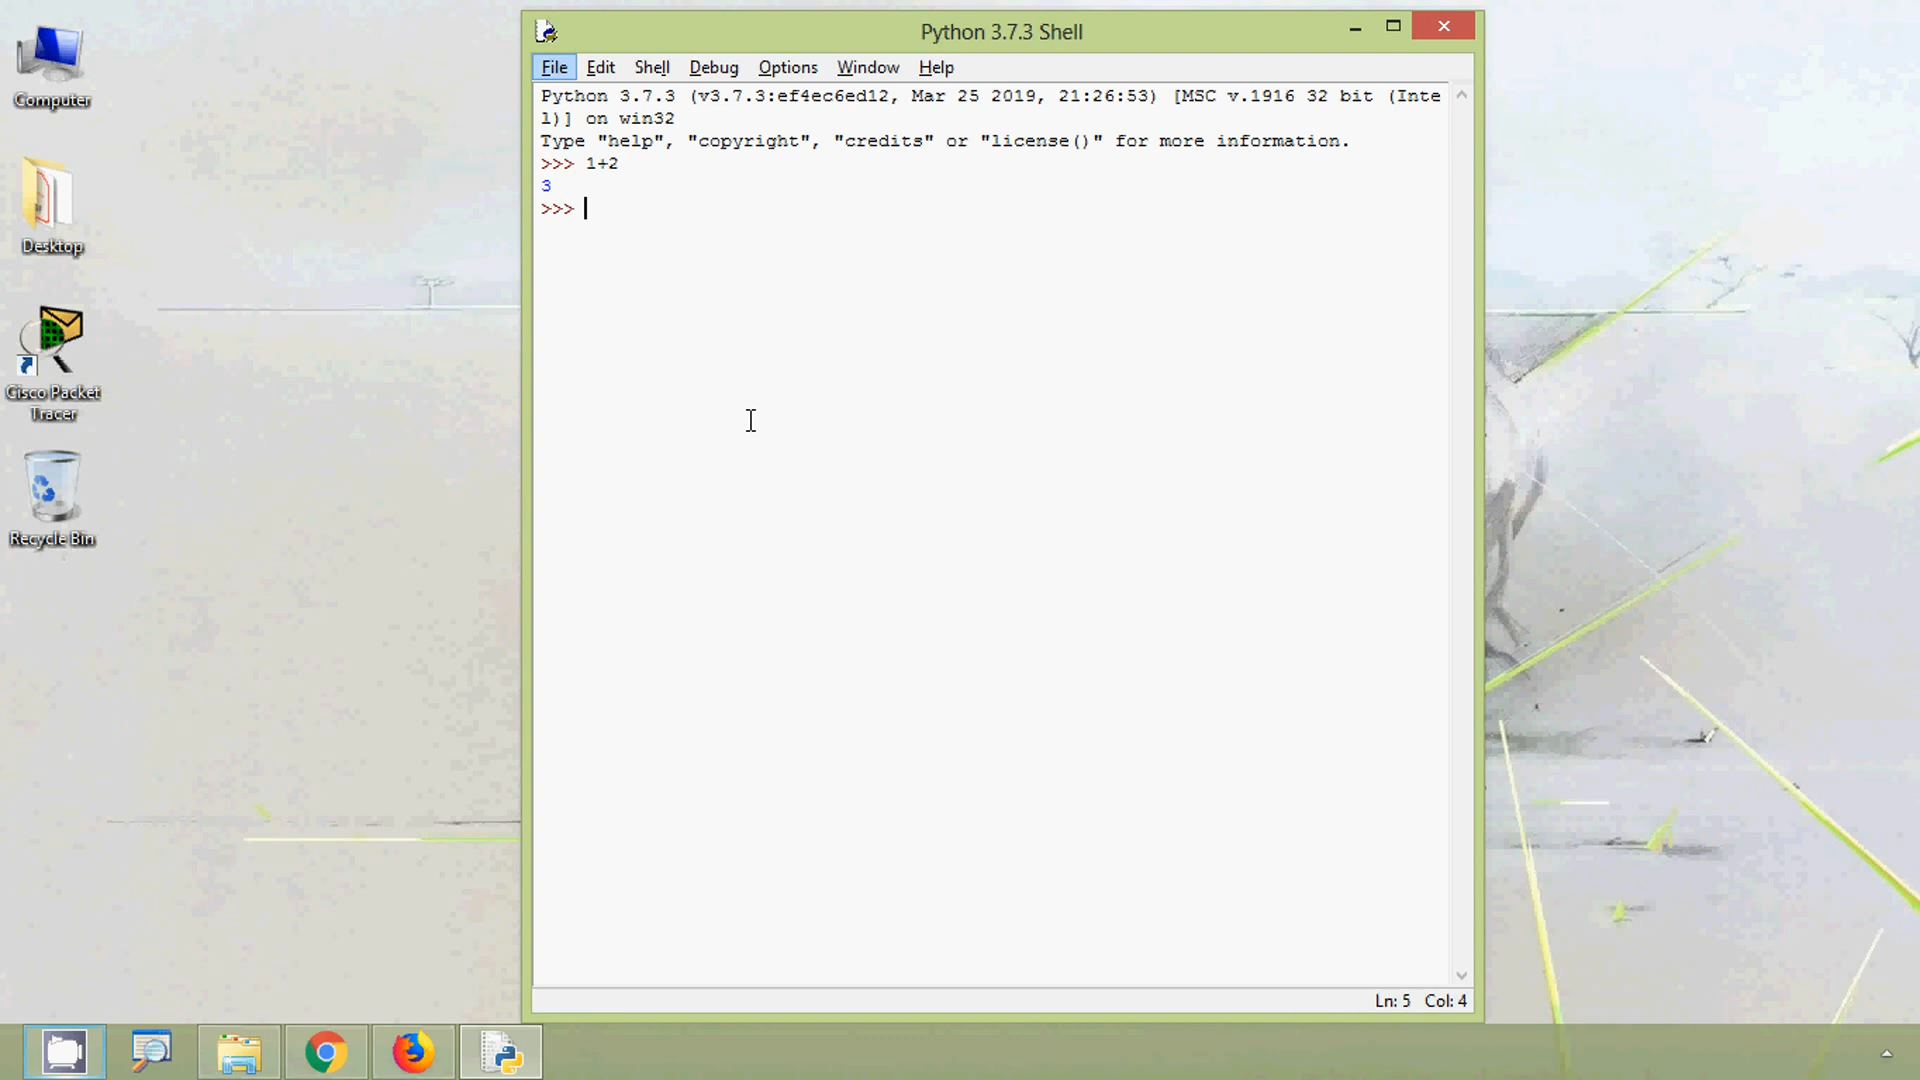 Python 3.7.3 Shell
File Edit Shell Debug Options Window Help
Python 3.7.3 (v3.7.3:ef4ec6ed12, Mar 25 2019, 21:26:53) [MSC v.1916 32 bit (Inte
l)] on win32
Type "help", "copyright", "credits" or "license()" for more information.
>>> 1+2
3
>>>
Ln: 5 Col: 4
Computer
Desktop
Cisco Packet
Tracer
Recycle Bin